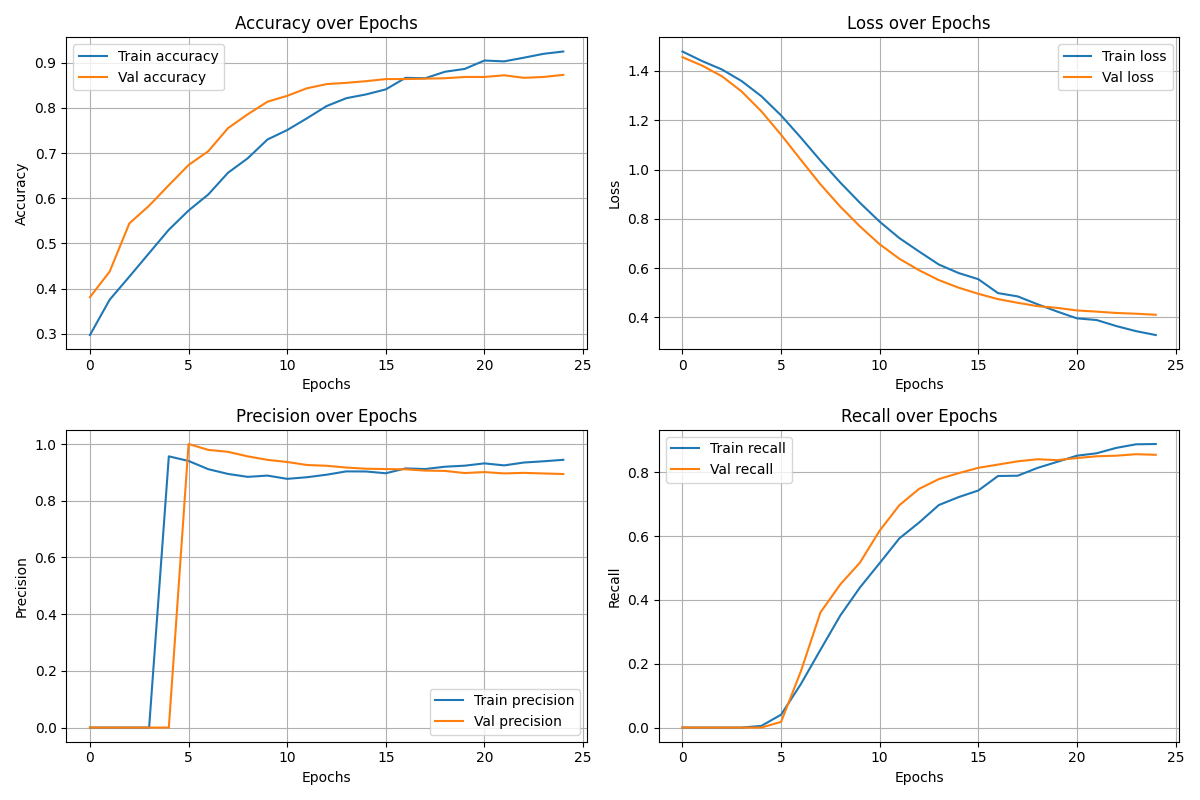 Accuracy over Epochs
Train accuracy
Val accuracy
Accuracy
0.9
0.8
0.7
0.6
0.5
0.4
0.3
0 5 10 15 20 25
Epochs
Loss over Epochs
Train loss
Val loss
Loss
1.4
1.2
1.0
0.8
0.6
0.4
0 5 10 15 20 25
Epochs
Precision over Epochs
Precision
1.0
0.8
0.6
0.4
0.2
0.0
Train precision
Val precision
0 5 10 15 20 25
Epochs
Recall over Epochs
Train recall
Val recall
Recall
0.8
0.6
0.4
0.2
0.0
0 5 10 15 20 25
Epochs